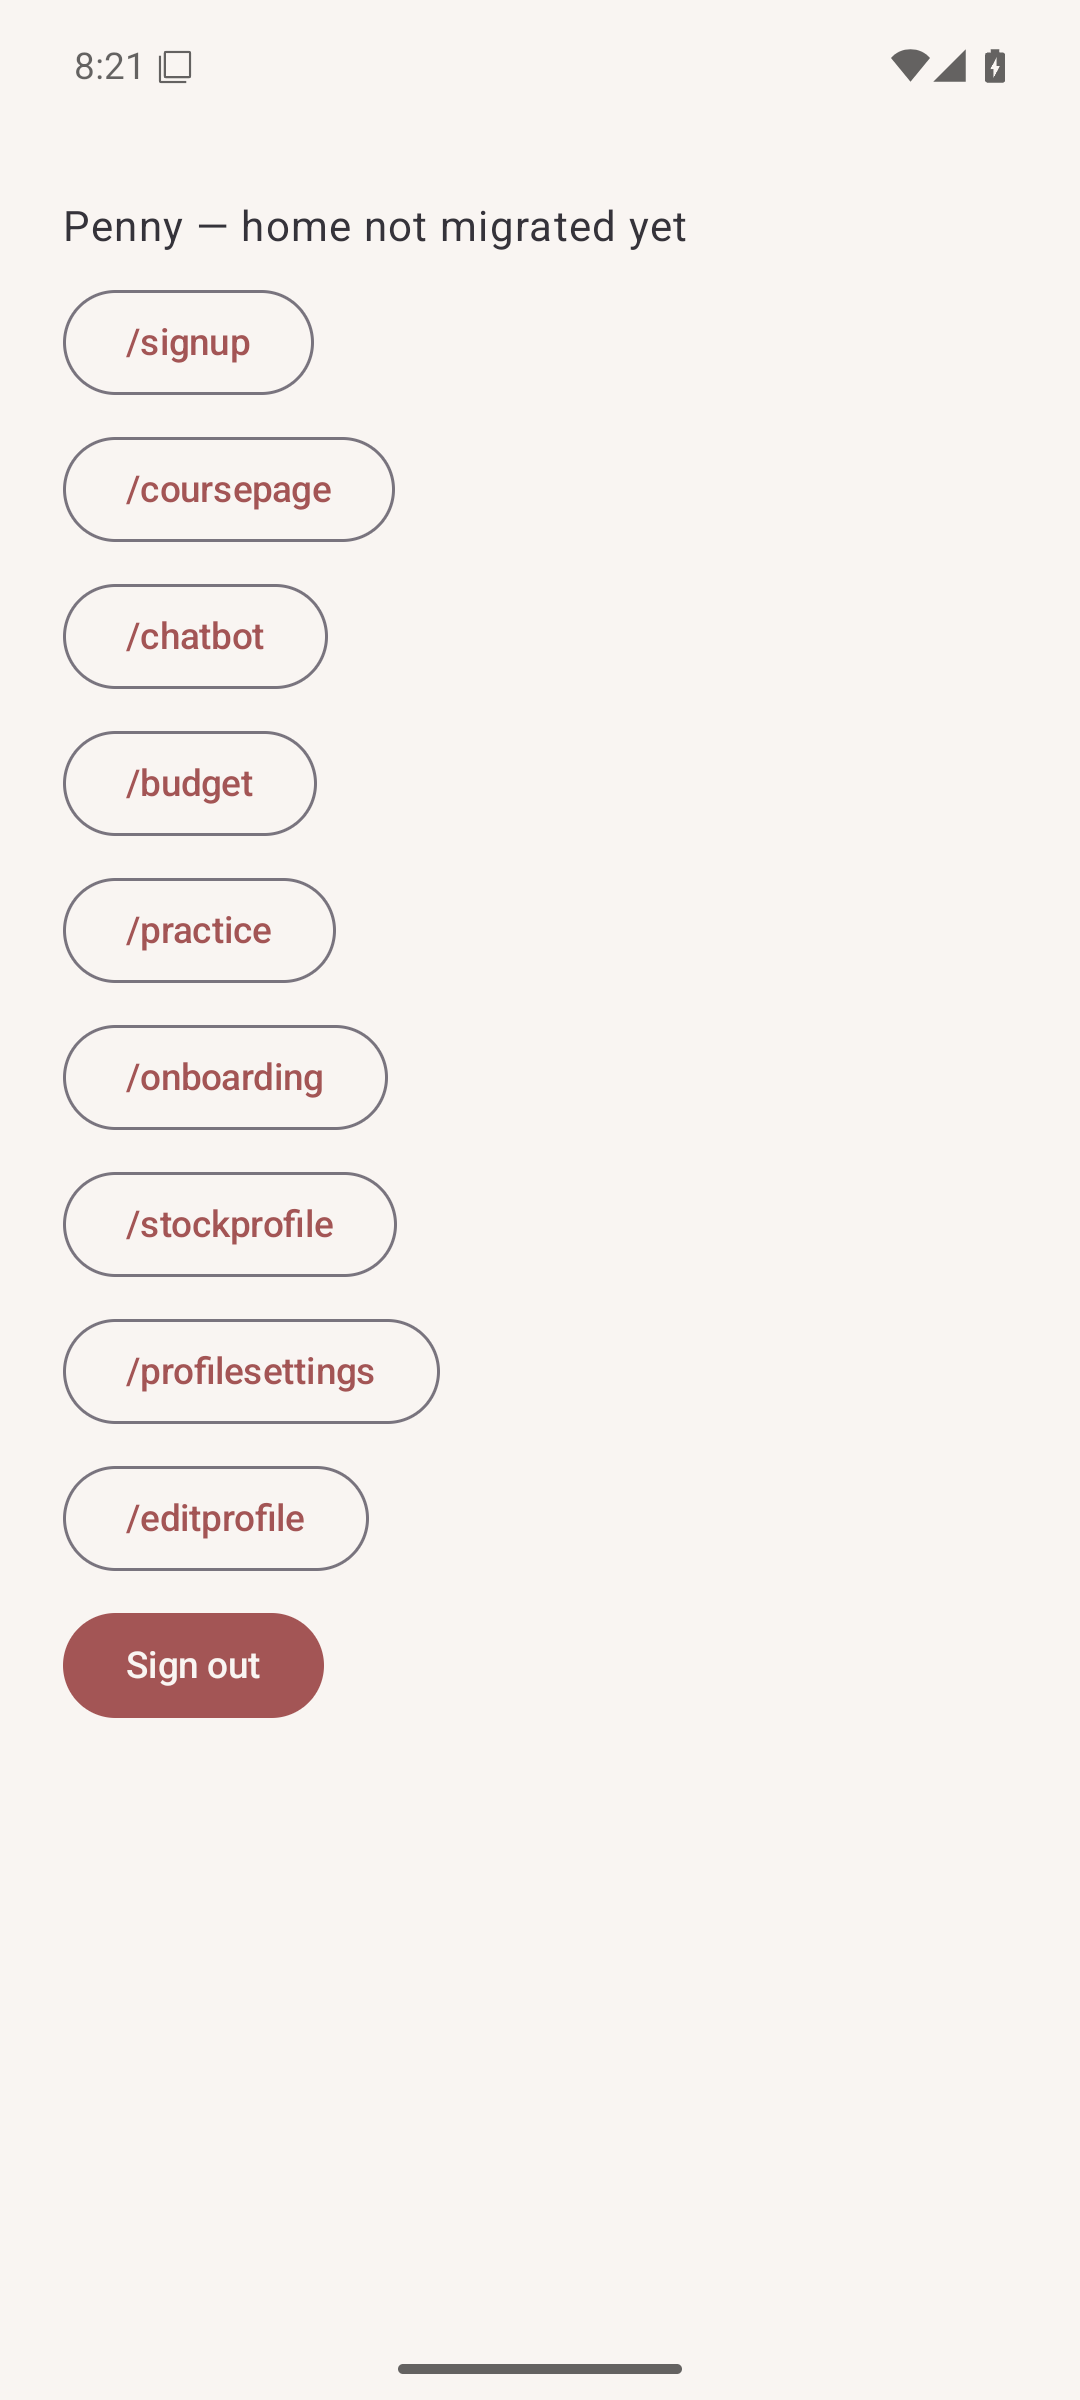 8:21
Penny — home not migrated yet
/signup
/coursepage
/chatbot
/budget
/practice
/onboarding
/stockprofile
/profilesettings
/editprofile
Sign out